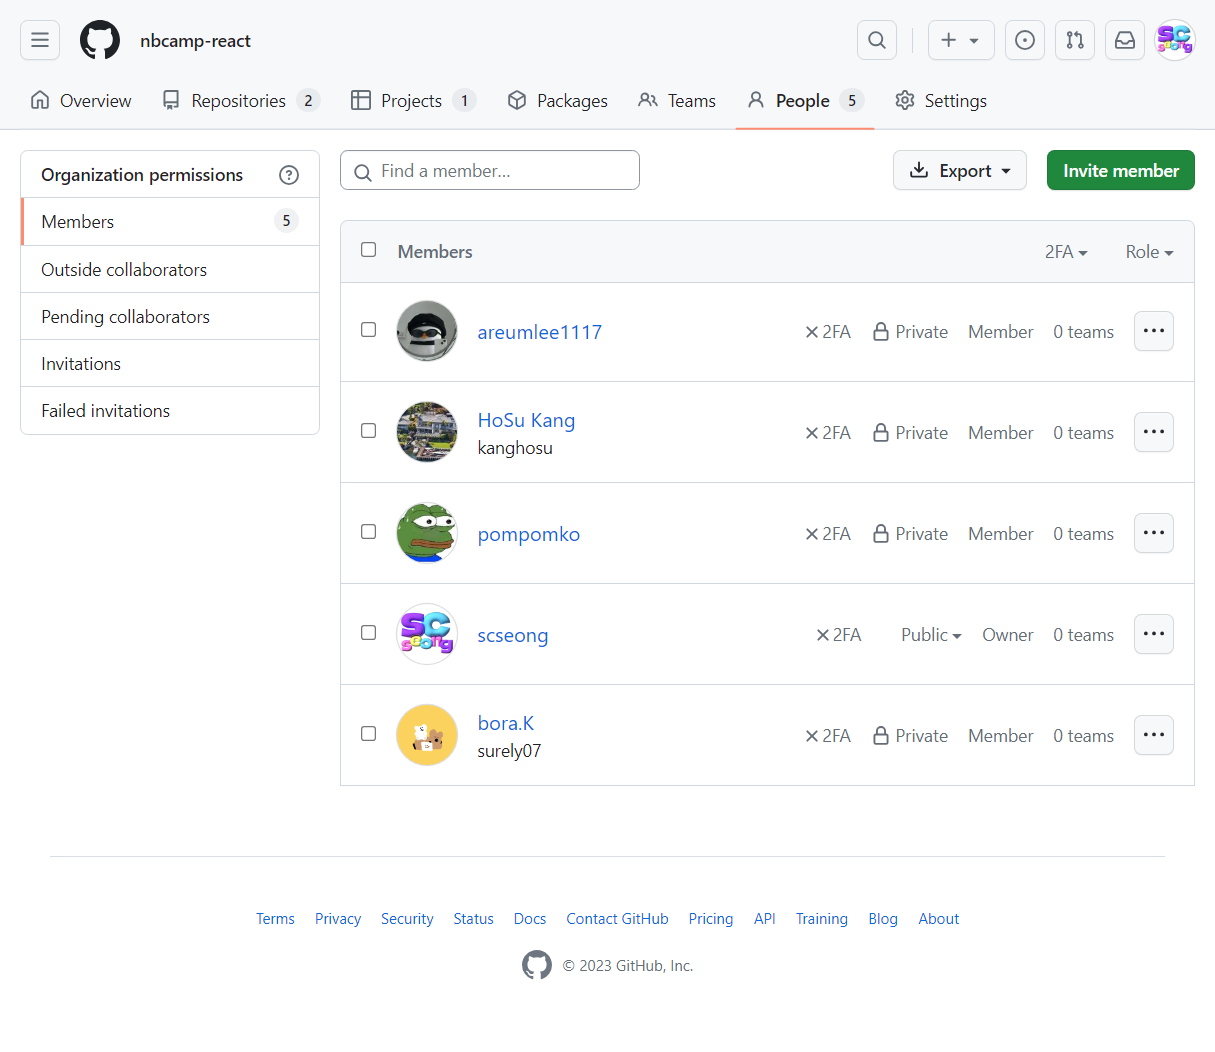 nbcamp-react
Overview Repositories 2 Projects 1 Packages Teams People 5 Settings
Organization permissions
Members 5
Outside collaborators
Pending collaborators
Invitations
Failed invitations
Find a member...
Export Invite member
Members 2FA Role
areumlee1117 2FA Private Member 0 teams
HoSu Kang
kanghosu
2FA Private Member 0 teams
pompomko 2FA Private Member 0 teams
SC
seong
scseong 2FA Public Owner 0 teams
bora.K
surely07
2FA Private Member 0 teams
Terms Privacy Security Status Docs Contact GitHub Pricing API Training Blog About
© 2023 GitHub, Inc.